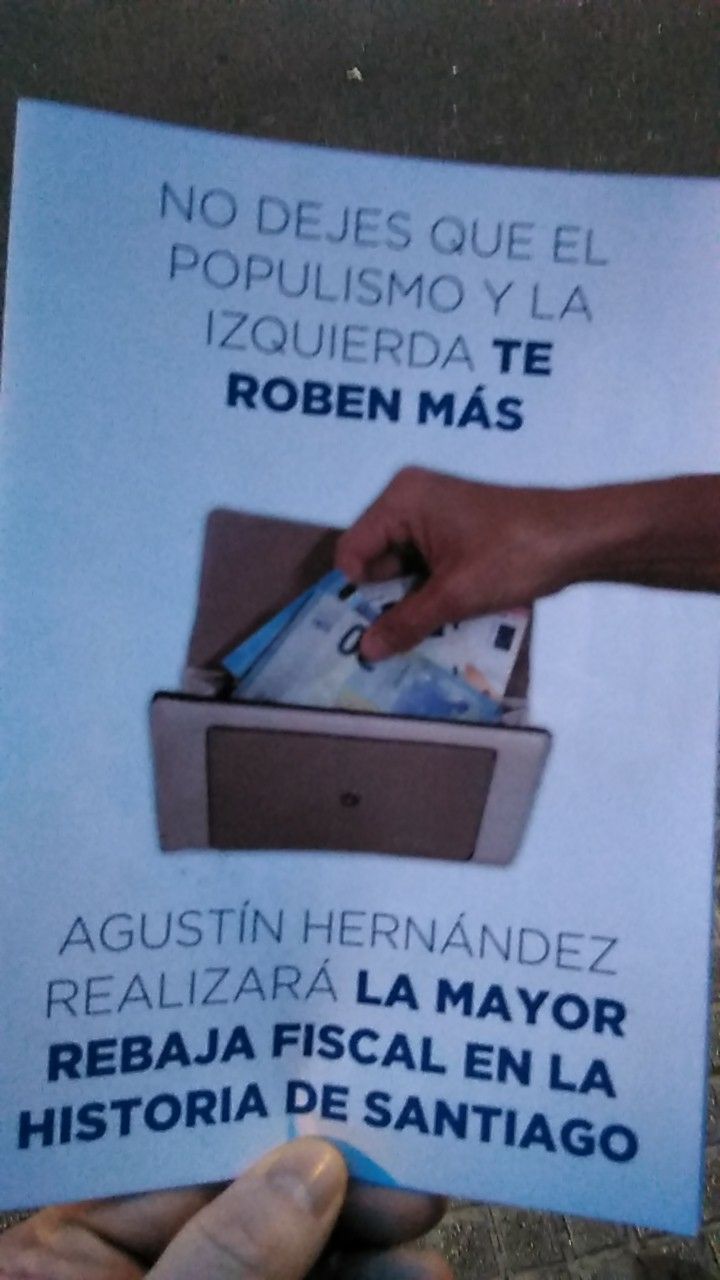 NO DEJES QUE EL
POPULISMO Y LA
IZQUIERDA TE
ROBEN MÁS
AGUSTÍN HERNÁNDEZ
REALIZARÁ LA MAYOR
REBAJA FISCAL EN LA
HISTORIA DE SANTIAGO